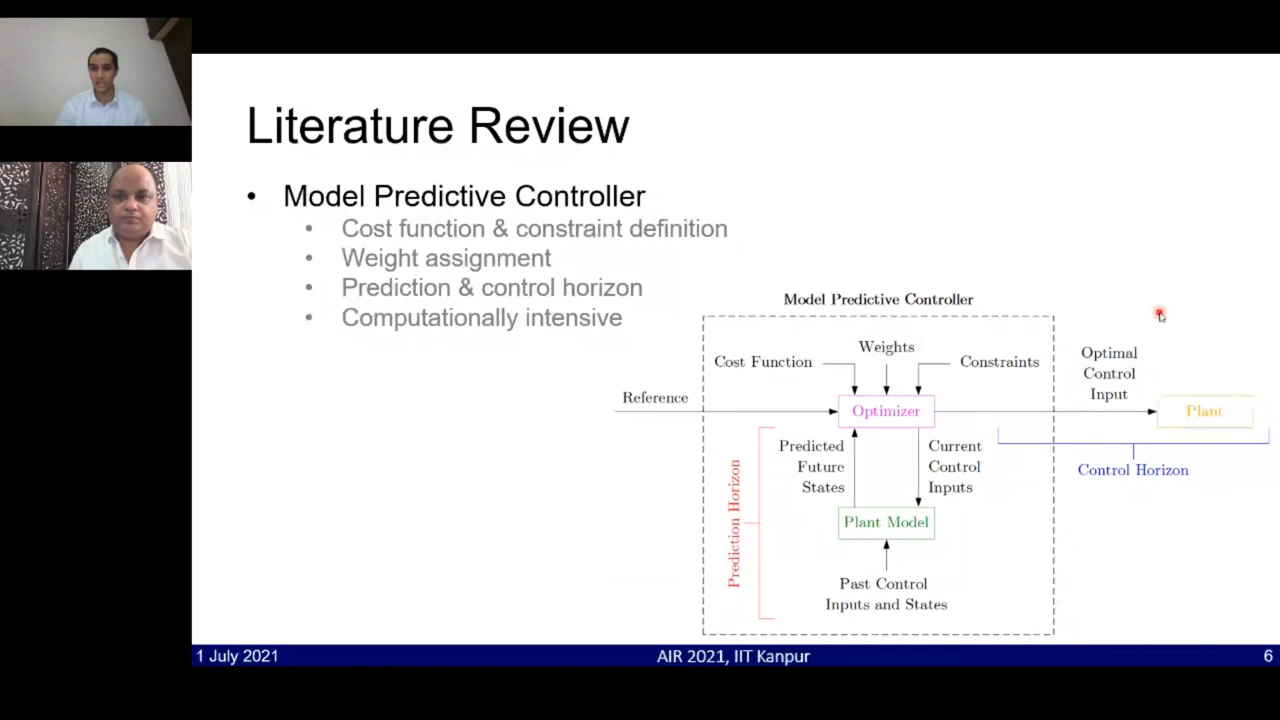 Literature Review
• Model Predictive Controller
• Cost function & constraint definition
• Weight assignment
• Prediction & control horizon
• Computationally intensive
Model Predictive Controller
Cost Function
Weights
Constraints
Reference
Optimizer
Optimal
Control
Input
Plant
Predicted
Future
States
Current
Control
Inputs
Control Horizon
Prediction Horizon
Plant Model
Past Control
Inputs and States
1 July 2021
AIR 2021, IIT Kanpur
6